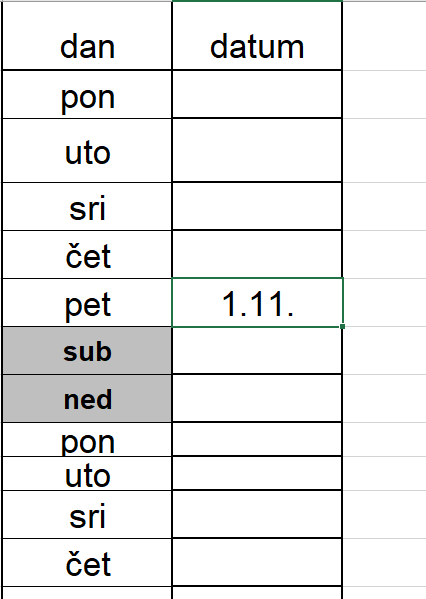 dan datum
pon
uto
sri
čet
pet 1.11.
sub
ned
pon
uto
sri
čet